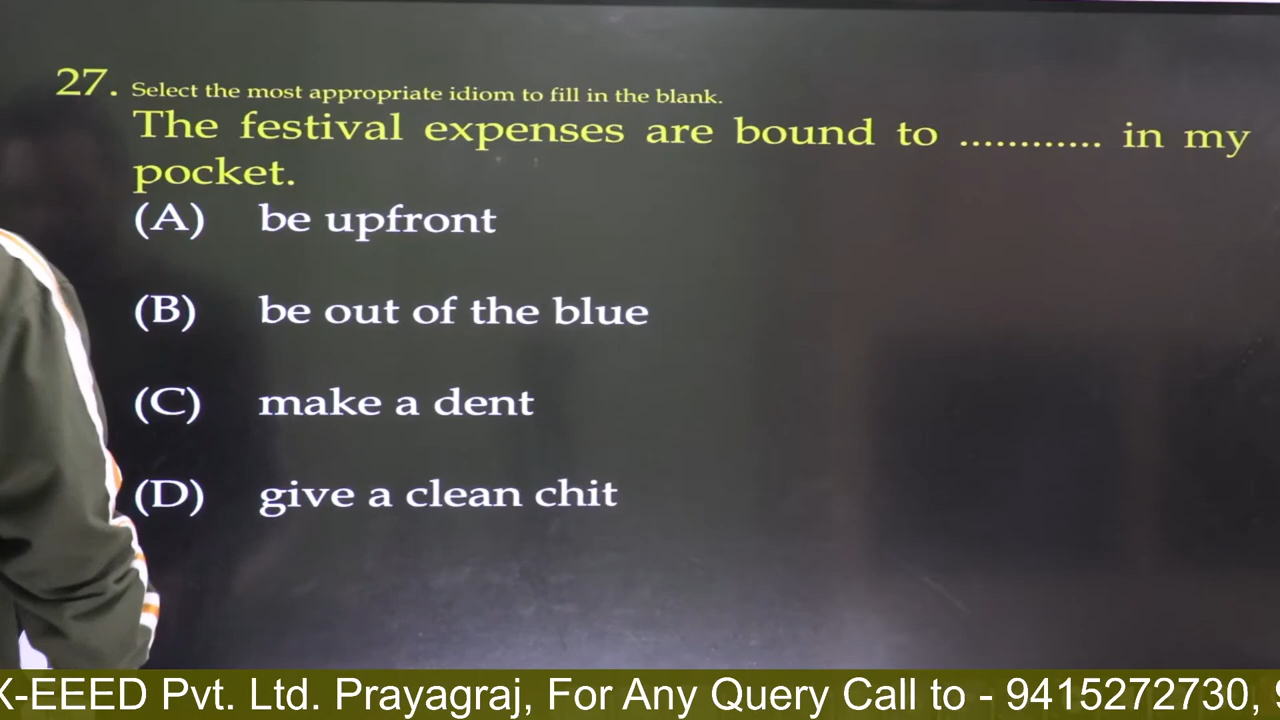 27. Select the most appropriate idiom to fill in the blank.
The festival expenses are bound to ............ in my
pocket.
(A) be upfront
(B) be out of the blue
(C) make a dent
(D) give a clean chit
X-EEED Pvt. Ltd. Prayagraj, For Any Query Call to - 9415272730,